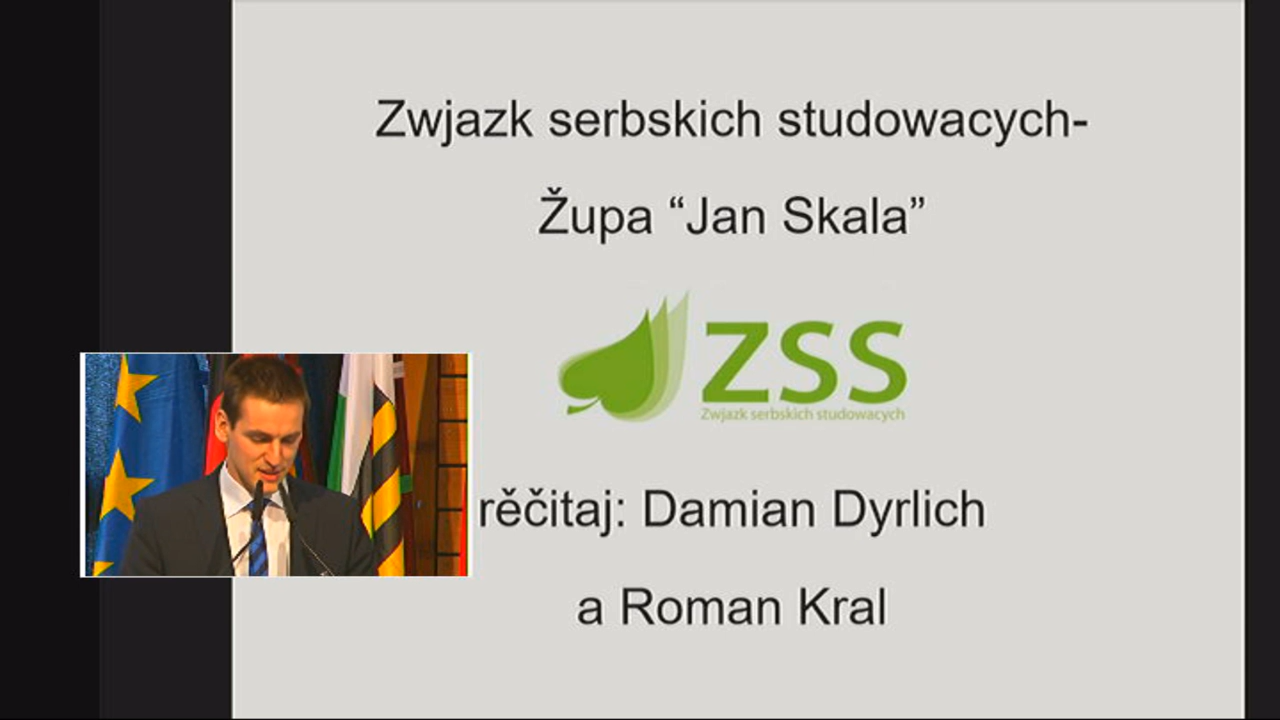 Zwjazk serbskich studowacych-
Župa “Jan Skala”
ZSS
Zwjazk serbskich studowacych
rěčitaj: Damian Dyrlich
a Roman Kral